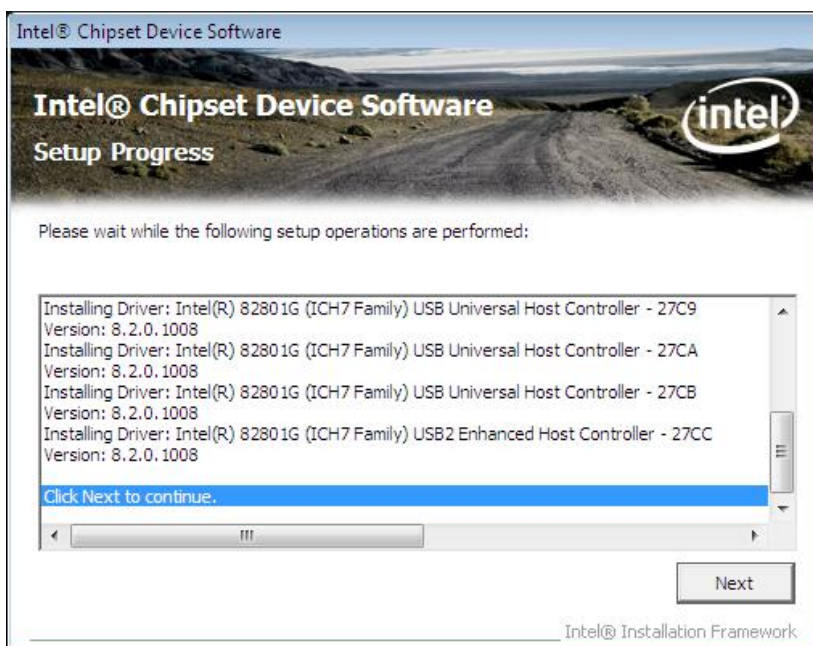 Intel® Chipset Device Software
Intel® Chipset Device Software
intel
Setup Progress
Please wait while the following setup operations are performed:
Installing Driver: Intel(R) 82801G (ICH7 Family) USB Universal Host Controller - 27C9
Version: 8.2.0.1008
Installing Driver: Intel(R) 82801G (ICH7 Family) USB Universal Host Controller - 27CA
Version: 8.2.0.1008
Installing Driver: Intel(R) 82801G (ICH7 Family) USB Universal Host Controller - 27CB
Version: 8.2.0.1008
Installing Driver: Intel(R) 82801G (ICH7 Family) USB2 Enhanced Host Controller - 27CC
Version: 8.2.0.1008
Click Next to continue.
Next
Intel® Installation Framework